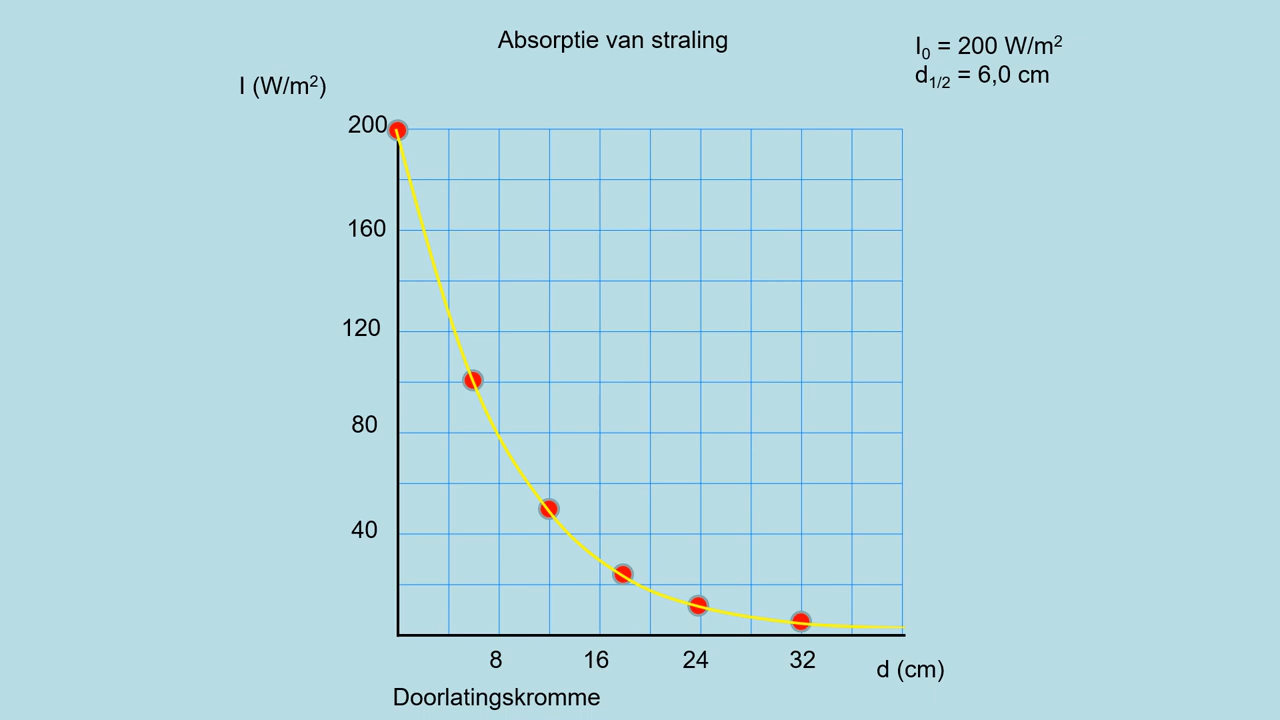 Absorptie van straling
I₀ = 200 W/m²
d₁/₂ = 6,0 cm
I (W/m²)
200
160
120
80
40
8 16 24 32 d (cm)
Doorlatingskromme